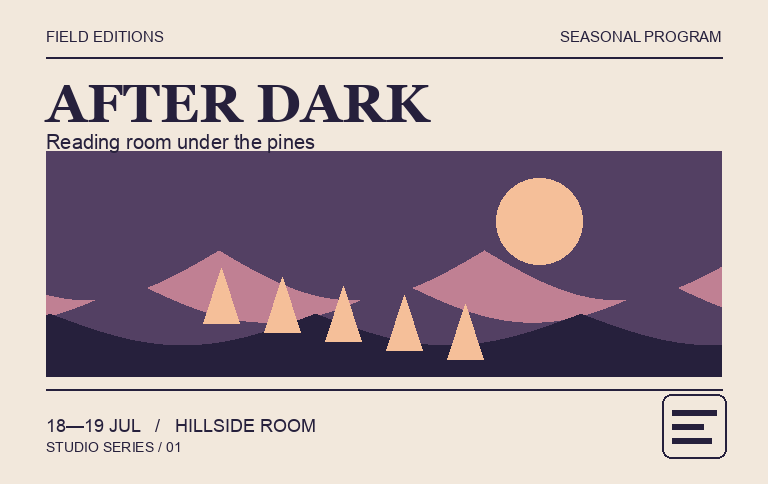 FIELD EDITIONS
SEASONAL PROGRAM
AFTER DARK
Reading room under the pines
18—19 JUL / HILLSIDE ROOM
STUDIO SERIES / 01